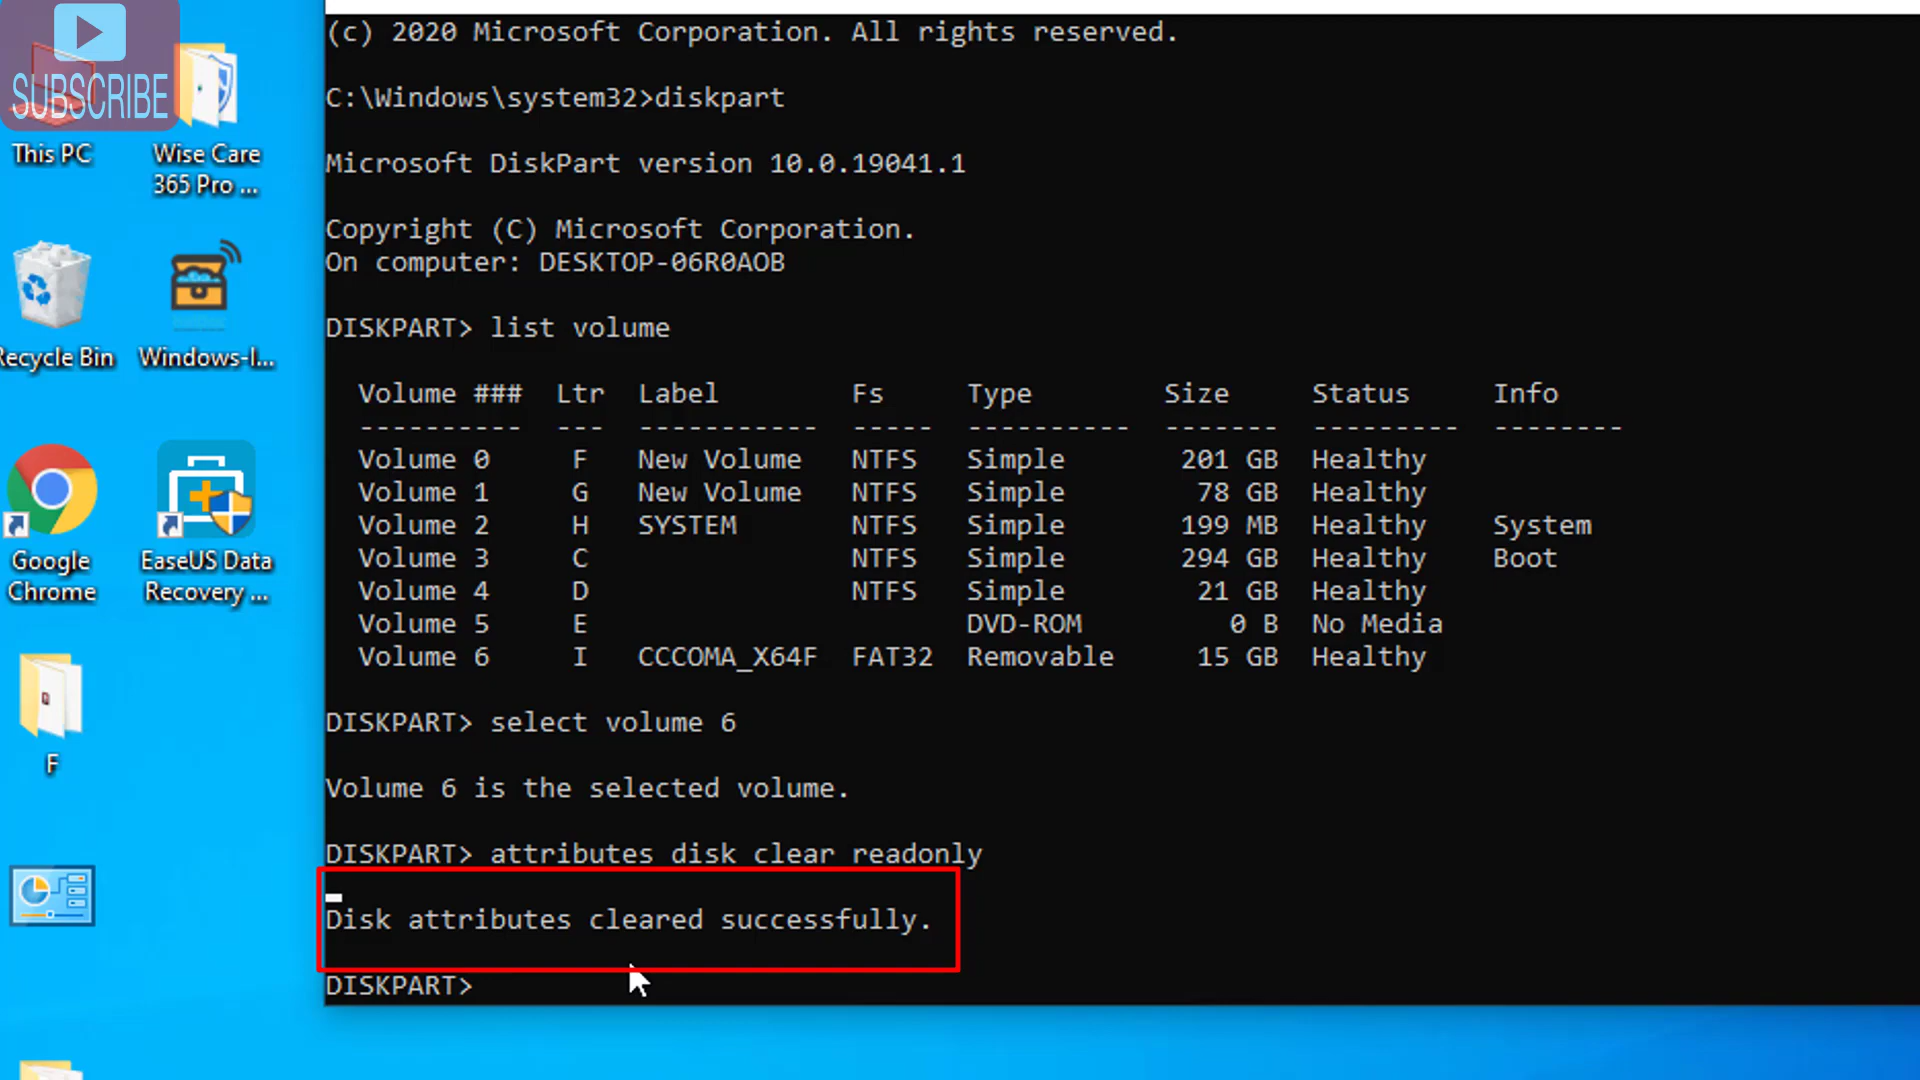 SUBSCRIBE
This PC
Wise Care
365 Pro ...
Recycle Bin
Windows-I...
Google
Chrome
EaseUS Data
Recovery ...
F
(c) 2020 Microsoft Corporation. All rights reserved.
C:\Windows\system32>diskpart
Microsoft DiskPart version 10.0.19041.1
Copyright (C) Microsoft Corporation.
On computer: DESKTOP-06R0AOB
DISKPART> list volume
Volume ### Ltr Label Fs Type Size Status Info
---------- --- ----------- ----- ---------- ------- --------- --------
Volume 0 F New Volume NTFS Simple 201 GB Healthy
Volume 1 G New Volume NTFS Simple 78 GB Healthy
Volume 2 H SYSTEM NTFS Simple 199 MB Healthy System
Volume 3 C NTFS Simple 294 GB Healthy Boot
Volume 4 D NTFS Simple 21 GB Healthy
Volume 5 E DVD-ROM 0 B No Media
Volume 6 I CCCOMA_X64F FAT32 Removable 15 GB Healthy
DISKPART> select volume 6
Volume 6 is the selected volume.
DISKPART> attributes disk clear readonly
Disk attributes cleared successfully.
DISKPART>